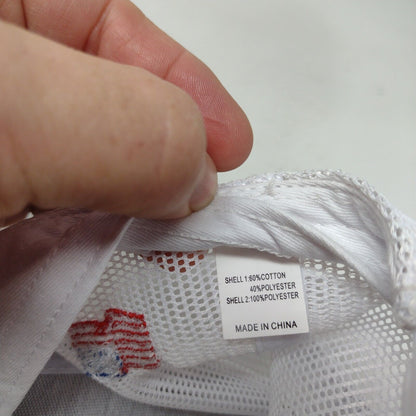 SHELL 1:60%COTTON
40%POLYESTER
SHELL 2:100%POLYESTER
MADE IN CHINA